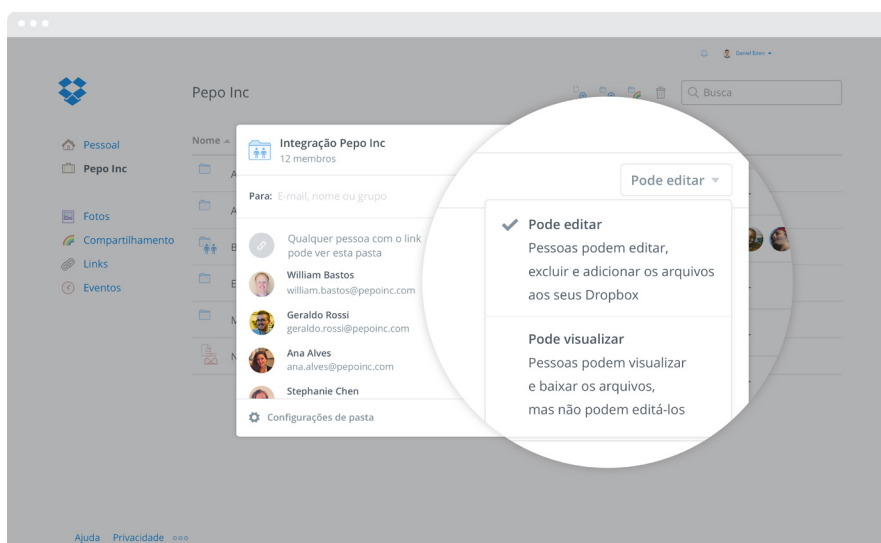 Daniel Eden
Pepo Inc
Busca
Pessoal
Pepo Inc
Fotos
Compartilhamento
Links
Eventos
Nome
A
A
B
E
M
N
Integração Pepo Inc
12 membros
Para: E-mail, nome ou grupo
Qualquer pessoa com o link
pode ver esta pasta
William Bastos
william.bastos@pepoinc.com
Geraldo Rossi
geraldo.rossi@pepoinc.com
Ana Alves
ana.alves@pepoinc.com
Stephanie Chen
Configurações de pasta
Pode editar
Pode editar
Pessoas podem editar,
excluir e adicionar os arquivos
aos seus Dropbox
Pode visualizar
Pessoas podem visualizar
e baixar os arquivos,
mas não podem editá-los
Ajuda Privacidade